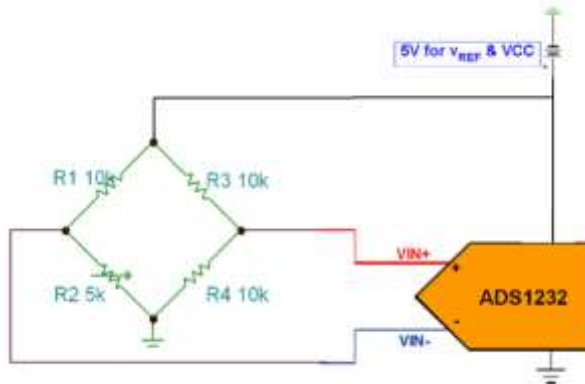 5V for vREF & VCC
R1 10k
R3 10k
VIN+
+
ADS1232
R2 5k
R4 10k
-
VIN-